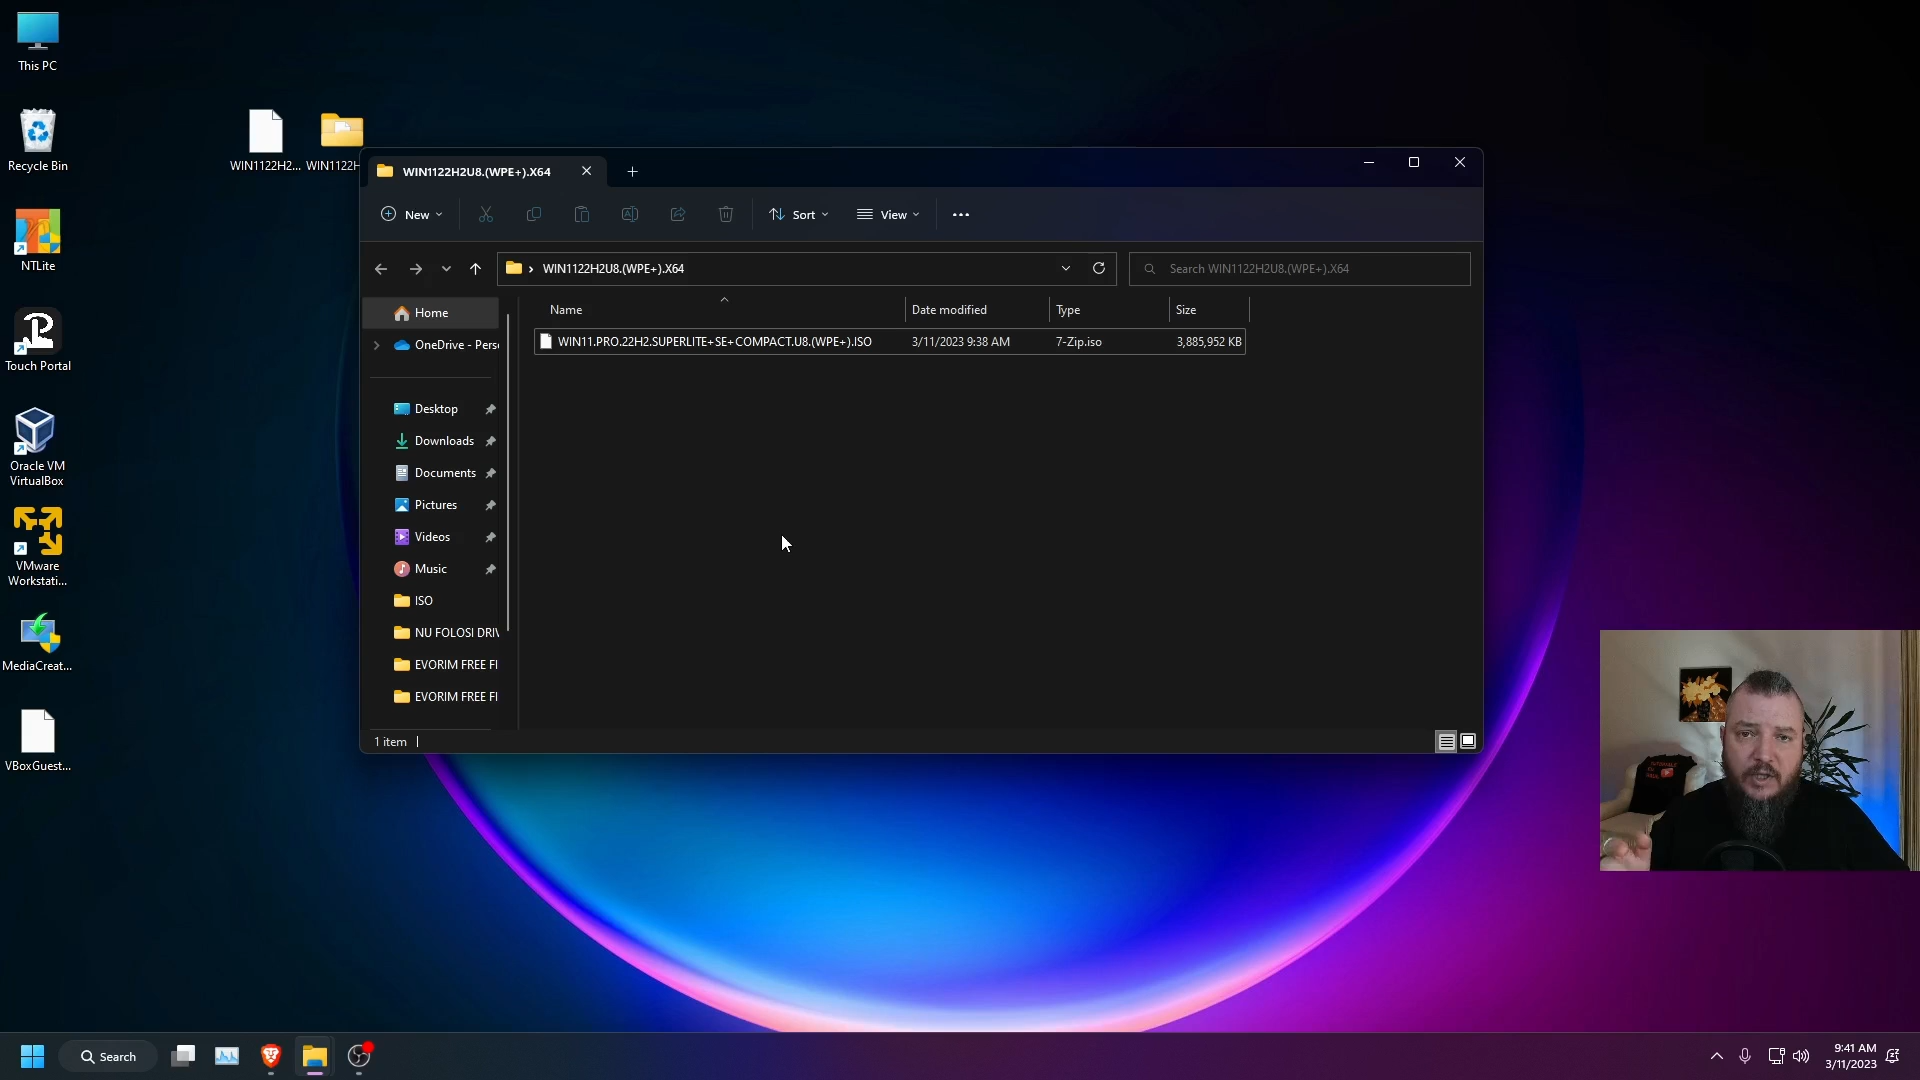 This PC
Recycle Bin
NTLite
Touch Portal
Oracle VM
VirtualBox
VMware
Workstati...
MediaCreat...
VBoxGuest...
WIN1122H2...
WIN1122H
WIN1122H2U8.(WPE+).X64
New
Sort
View
WIN1122H2U8.(WPE+).X64
Search WIN1122H2U8.(WPE+).X64
Name
Date modified
Type
Size
WIN11.PRO.22H2.SUPERLITE+SE+COMPACT.U8.(WPE+).ISO
3/11/2023 9:38 AM
7-Zip.iso
3,885,952 KB
Home
OneDrive - Pers
Desktop
Downloads
Documents
Pictures
Videos
Music
ISO
NU FOLOSI DRIV
EVORIM FREE FI
EVORIM FREE FI
1 item
Search
9:41 AM
3/11/2023